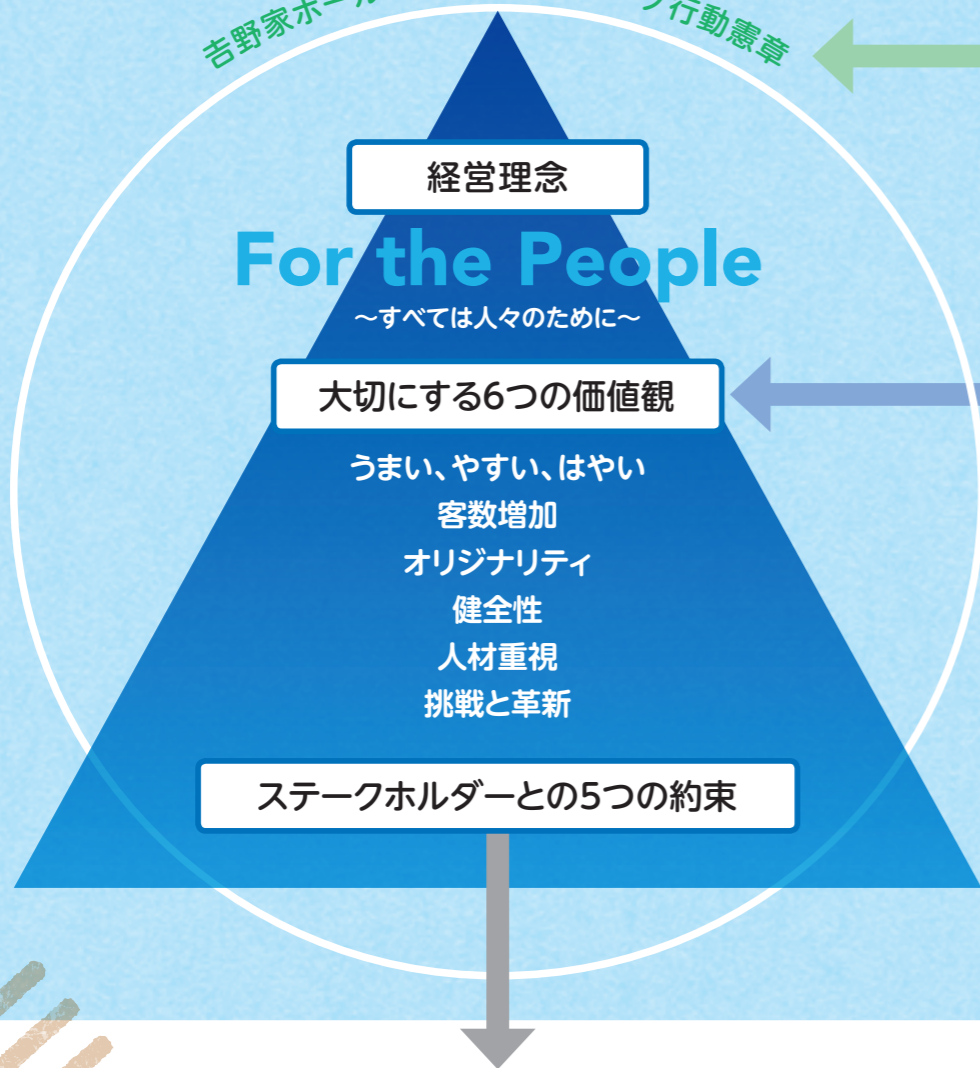 吉野家ホール
プ行動憲章
経営理念
For the People
〜すべては人々のために〜
大切にする6つの価値観
うまい、やすい、はやい
客数増加
オリジナリティ
健全性
人材重視
挑戦と革新
ステークホルダーとの5つの約束